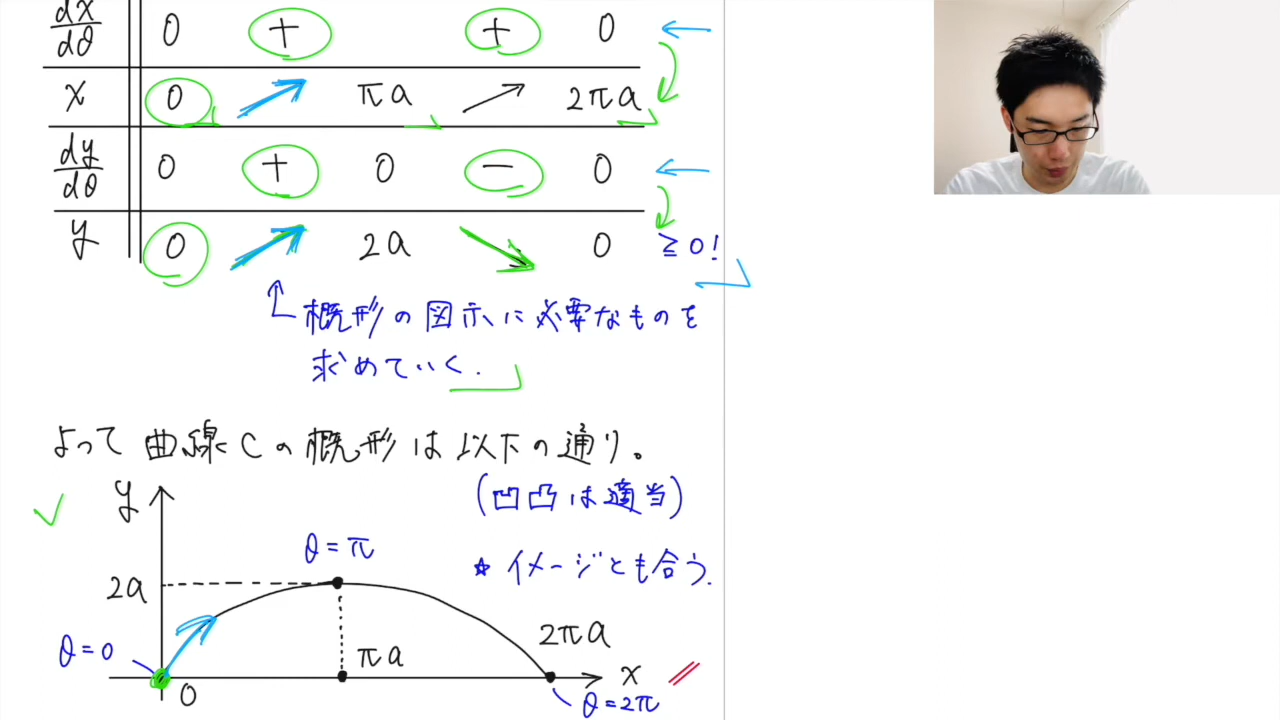 dx/dθ 0 + + 0
x 0 ↗ πa ↗ 2πa
dy/dθ 0 + 0 − 0
y 0 ↗ 2a ↘ 0 ≧0!
概形の図示に必要なものを
求めていく.
よって 曲線Cの概形は以下の通り。
y (凹凸は適当)
θ=π
☆ イメージとも合う.
2a
2πa
θ=0 πa x
0 θ=2π